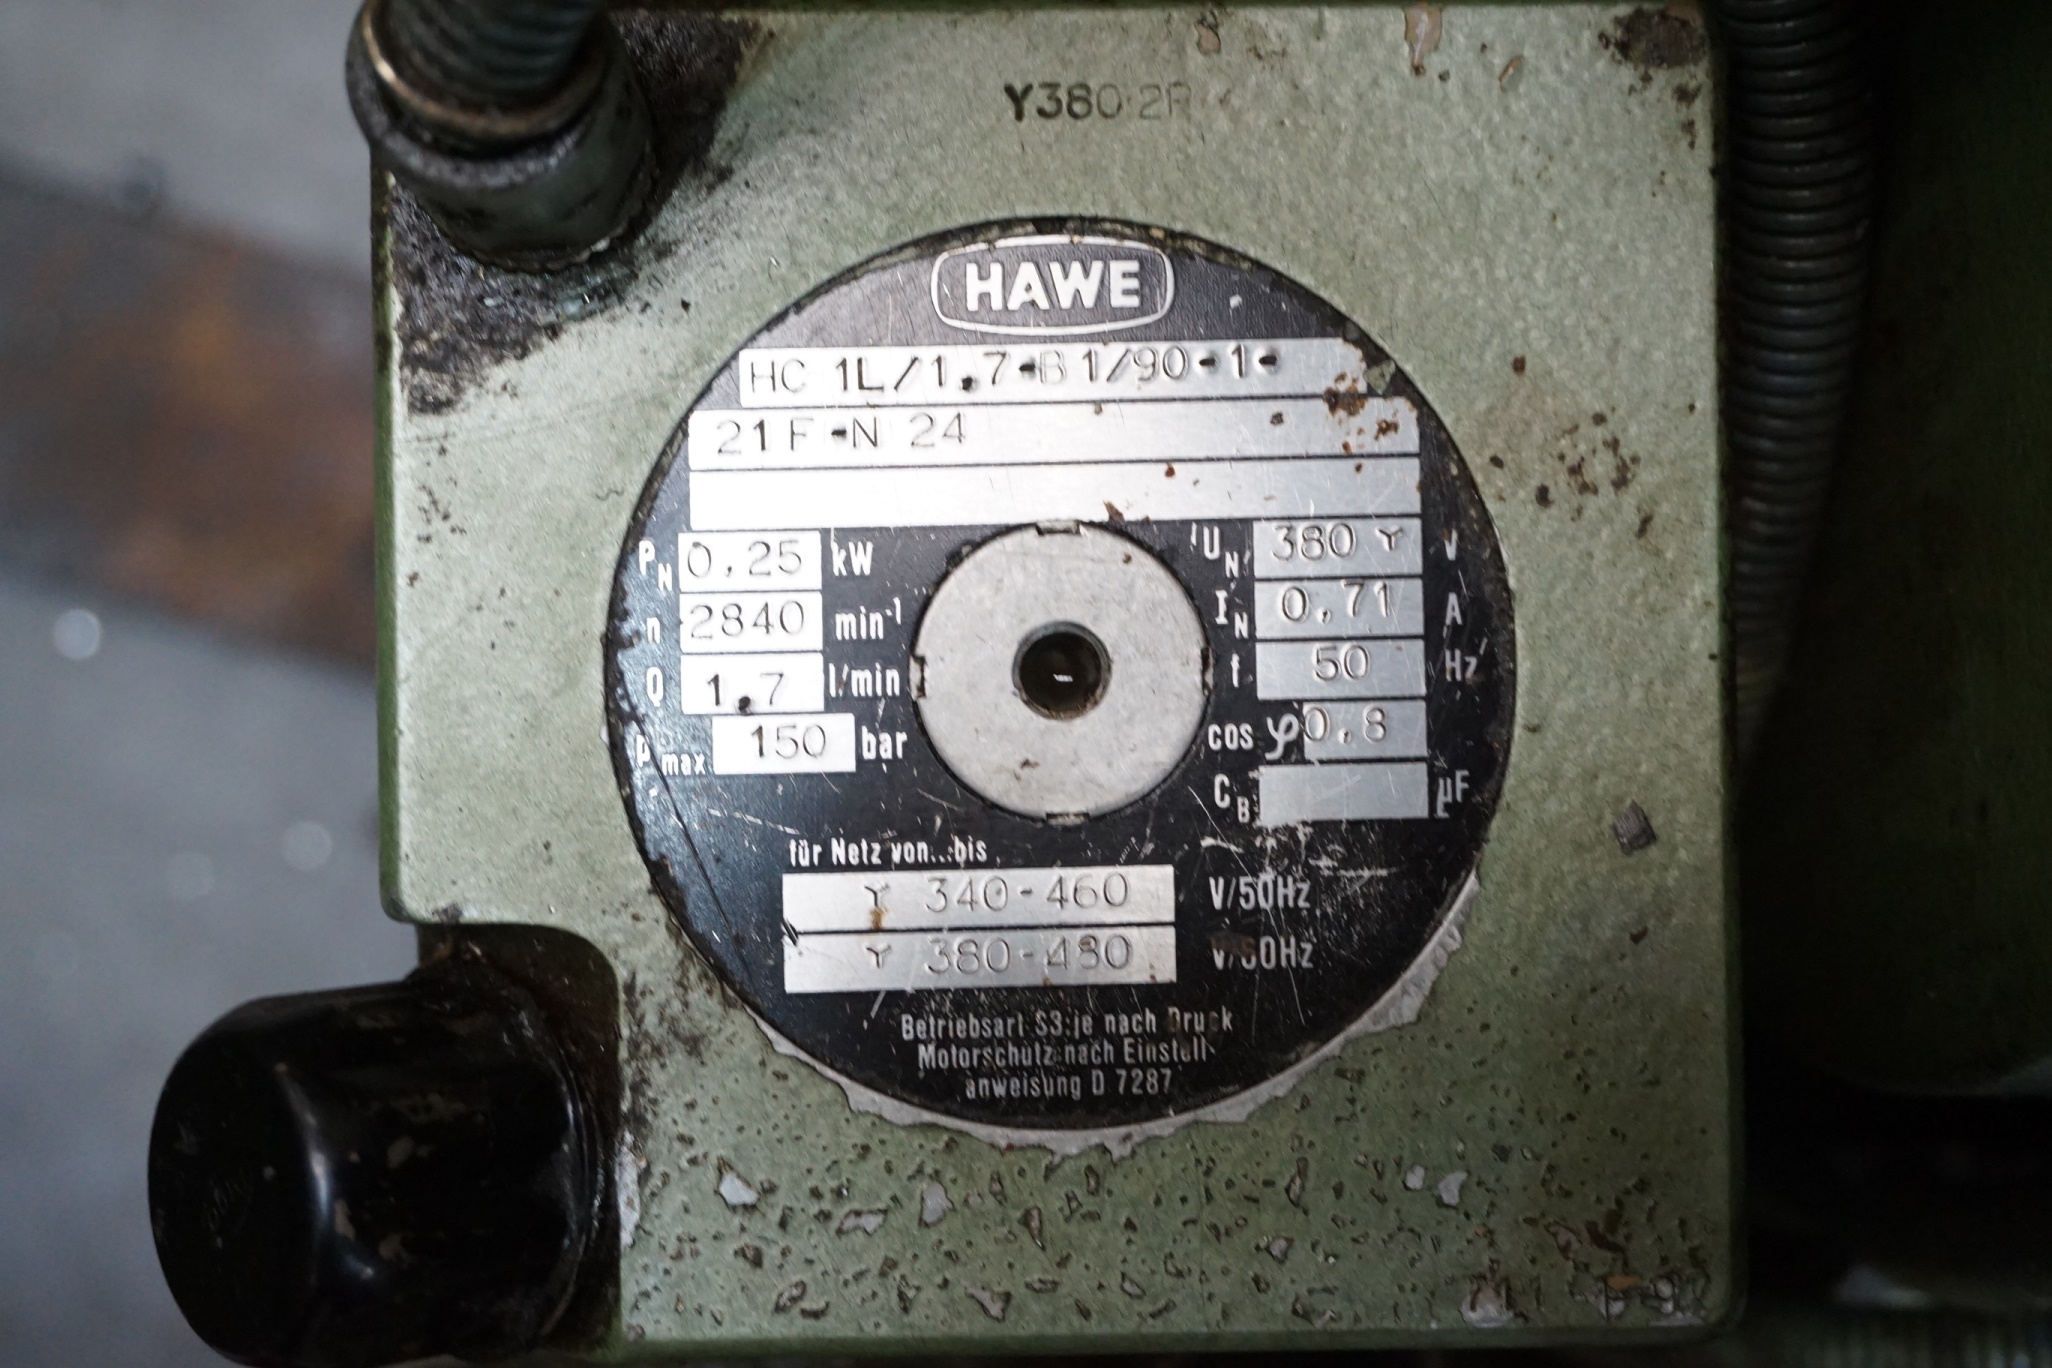 Y380 2R
HAWE
HC 1L/1,7-B1/90-1-
21F-N 24
P N 0,25 kW
n 2840 min-1
Q 1,7 l/min
p max 150 bar
U N 380 Y V
I N 0,71 A
f 50 Hz
cos φ 0,8
C B µF
für Netz von...bis
Y 340-460 V/50Hz
Y 380-480 V/60Hz
Betriebsart S3:je nach Druck
Motorschutz nach Einstell-
anweisung D 7287